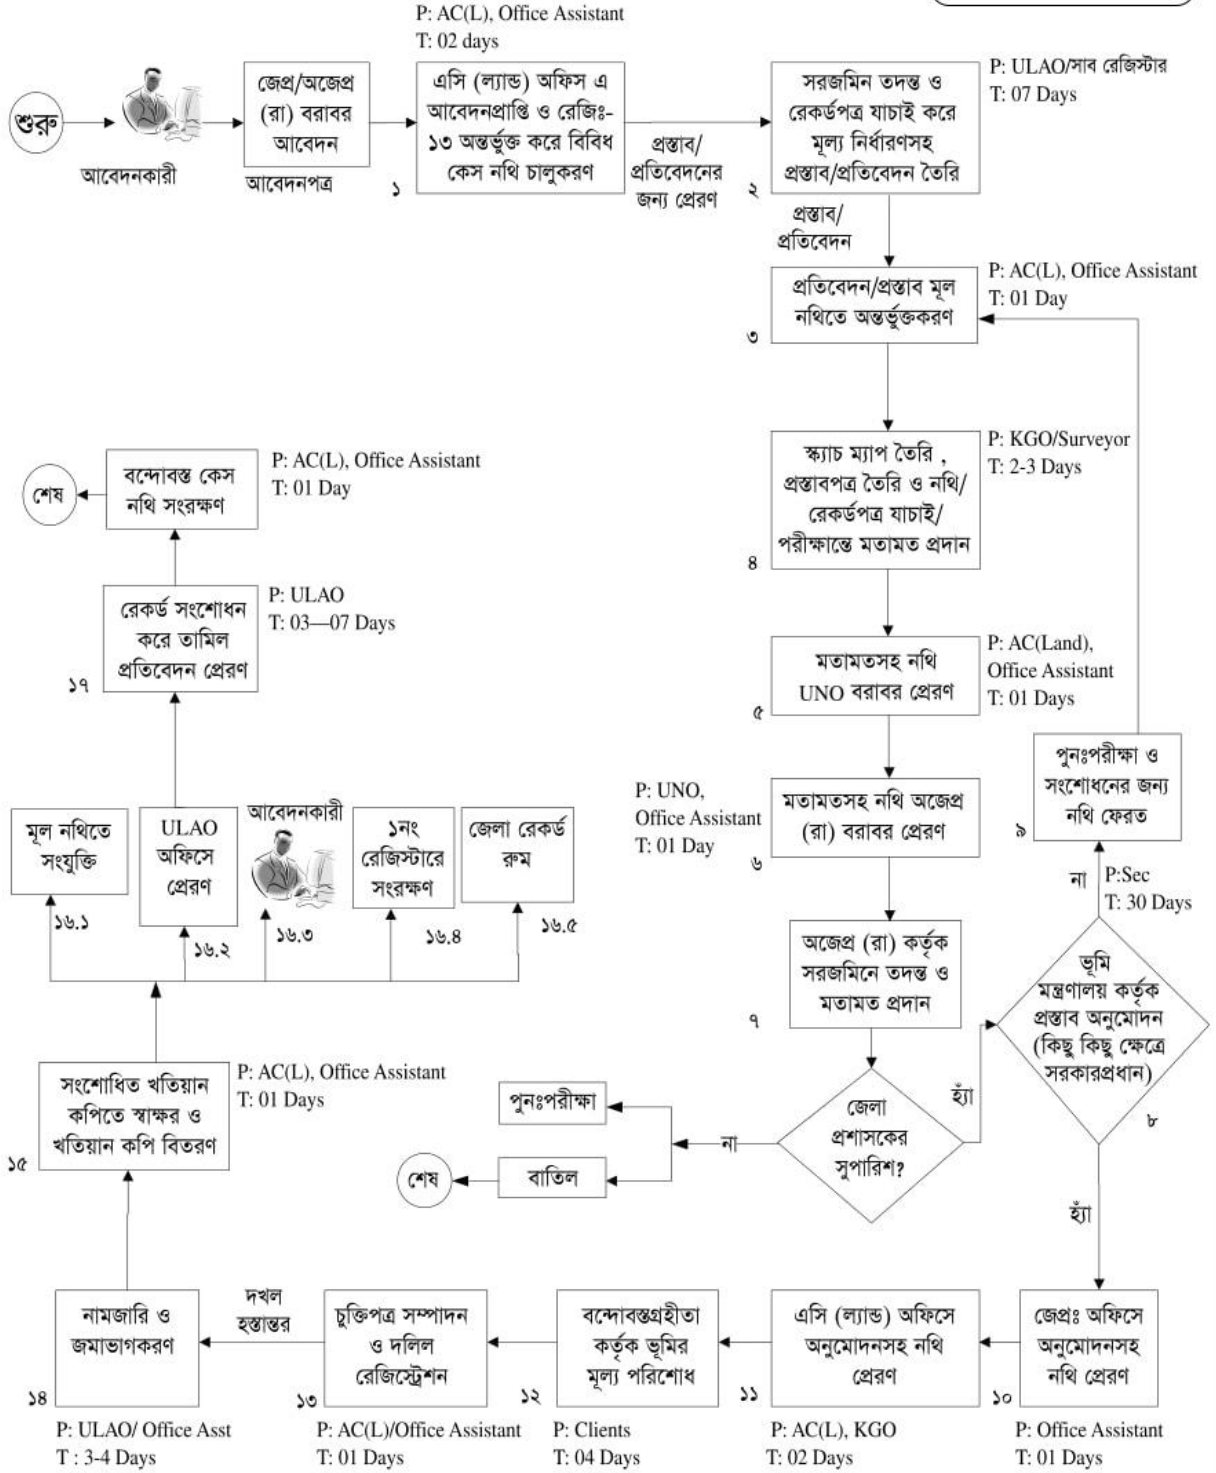 P: AC(L), Office Assistant
T: 02 days
শুরু
আবেদনকারী
জেপ্র/অজেপ্র
(রা) বরাবর
আবেদন
আবেদনপত্র
এসি (ল্যান্ড) অফিস এ
আবেদনপ্রাপ্তি ও রেজিঃ-
১৩ অন্তর্ভুক্ত করে বিবিধ
কেস নথি চালুকরণ
১
প্রস্তাব/
প্রতিবেদনের
জন্য প্রেরণ
সরজমিন তদন্ত ও
রেকর্ডপত্র যাচাই করে
মূল্য নির্ধারণসহ
প্রস্তাব/প্রতিবেদন তৈরি
২
P: ULAO/সাব রেজিস্টার
T: 07 Days
প্রস্তাব/
প্রতিবেদন
প্রতিবেদন/প্রস্তাব মূল
নথিতে অন্তর্ভুক্তকরণ
৩
P: AC(L), Office Assistant
T: 01 Day
স্ক্যাচ ম্যাপ তৈরি ,
প্রস্তাবপত্র তৈরি ও নথি/
রেকর্ডপত্র যাচাই/
পরীক্ষান্তে মতামত প্রদান
৪
P: KGO/Surveyor
T: 2-3 Days
মতামতসহ নথি
UNO বরাবর প্রেরণ
৫
P: AC(Land),
Office Assistant
T: 01 Days
মতামতসহ নথি অজেপ্র
(রা) বরাবর প্রেরণ
৬
P: UNO,
Office Assistant
T: 01 Day
অজেপ্র (রা) কর্তৃক
সরজমিনে তদন্ত ও
মতামত প্রদান
৭
জেলা
প্রশাসকের
সুপারিশ?
না
পুনঃপরীক্ষা
বাতিল
শেষ
হ্যাঁ
ভূমি
মন্ত্রণালয় কর্তৃক
প্রস্তাব অনুমোদন
(কিছু কিছু ক্ষেত্রে
সরকারপ্রধান)
৮
না
P:Sec
T: 30 Days
পুনঃপরীক্ষা ও
সংশোধনের জন্য
নথি ফেরত
৯
হ্যাঁ
জেপ্রঃ অফিসে
অনুমোদনসহ
নথি প্রেরণ
১০
P: Office Assistant
T: 01 Days
এসি (ল্যান্ড) অফিসে
অনুমোদনসহ নথি
প্রেরণ
১১
P: AC(L), KGO
T: 02 Days
বন্দোবস্তগ্রহীতা
কর্তৃক ভূমির
মূল্য পরিশোধ
১২
P: Clients
T: 04 Days
চুক্তিপত্র সম্পাদন
ও দলিল
রেজিস্ট্রেশন
১৩
P: AC(L)/Office Assistant
T: 01 Days
দখল
হস্তান্তর
নামজারি ও
জমাভাগকরণ
১৪
P: ULAO/ Office Asst
T : 3-4 Days
সংশোধিত খতিয়ান
কপিতে স্বাক্ষর ও
খতিয়ান কপি বিতরণ
১৫
P: AC(L), Office Assistant
T: 01 Days
মূল নথিতে
সংযুক্তি
১৬.১
ULAO
অফিসে
প্রেরণ
১৬.২
আবেদনকারী
১৬.৩
১নং
রেজিস্টারে
সংরক্ষণ
১৬.৪
জেলা রেকর্ড
রুম
১৬.৫
রেকর্ড সংশোধন
করে তামিল
প্রতিবেদন প্রেরণ
১৭
P: ULAO
T: 03—07 Days
বন্দোবস্ত কেস
নথি সংরক্ষণ
P: AC(L), Office Assistant
T: 01 Day
শেষ